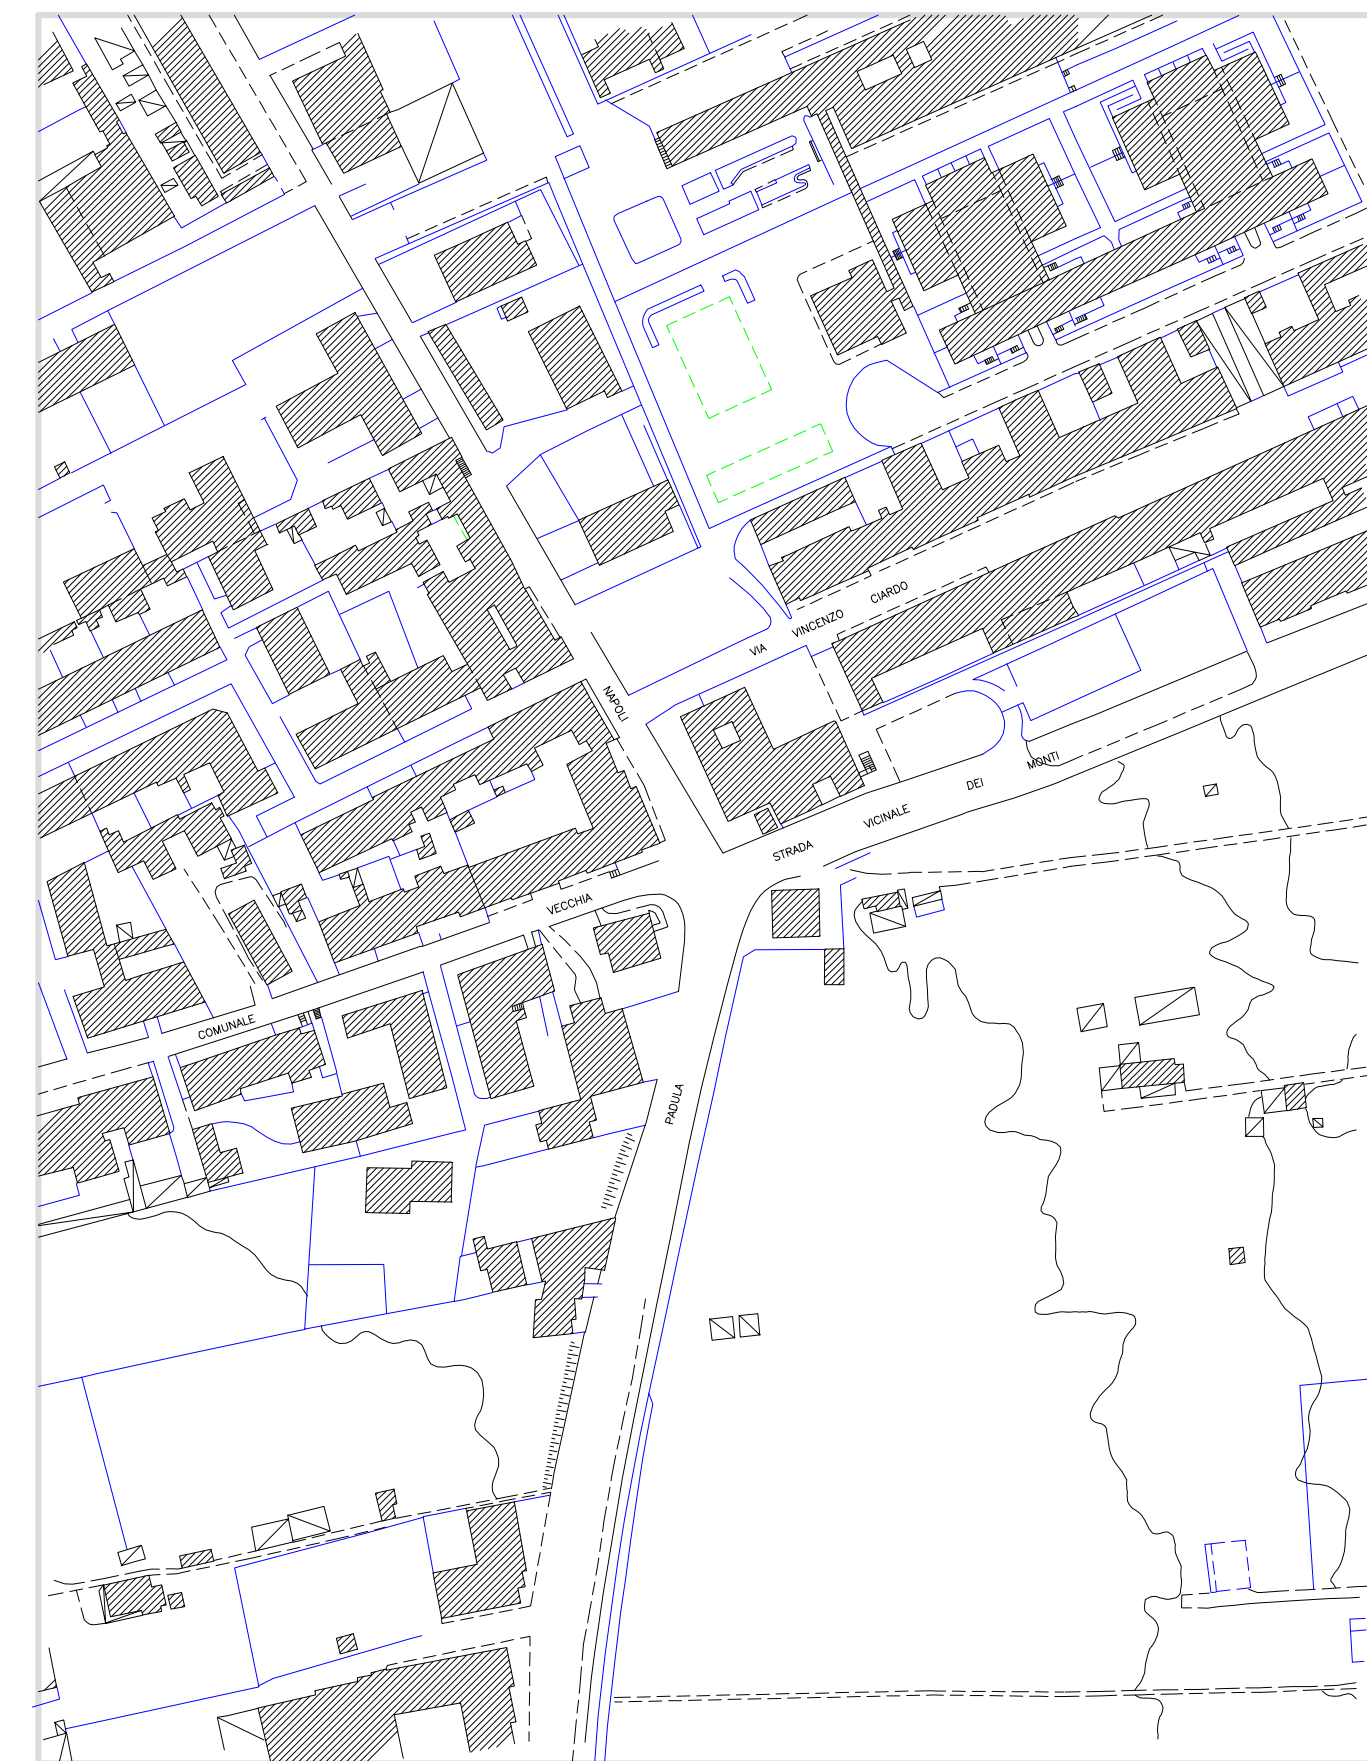 VIA VINCENZO CIARDO
NAPOLI
STRADA VICINALE DEI MONTI
COMUNALE VECCHIA
PADULA